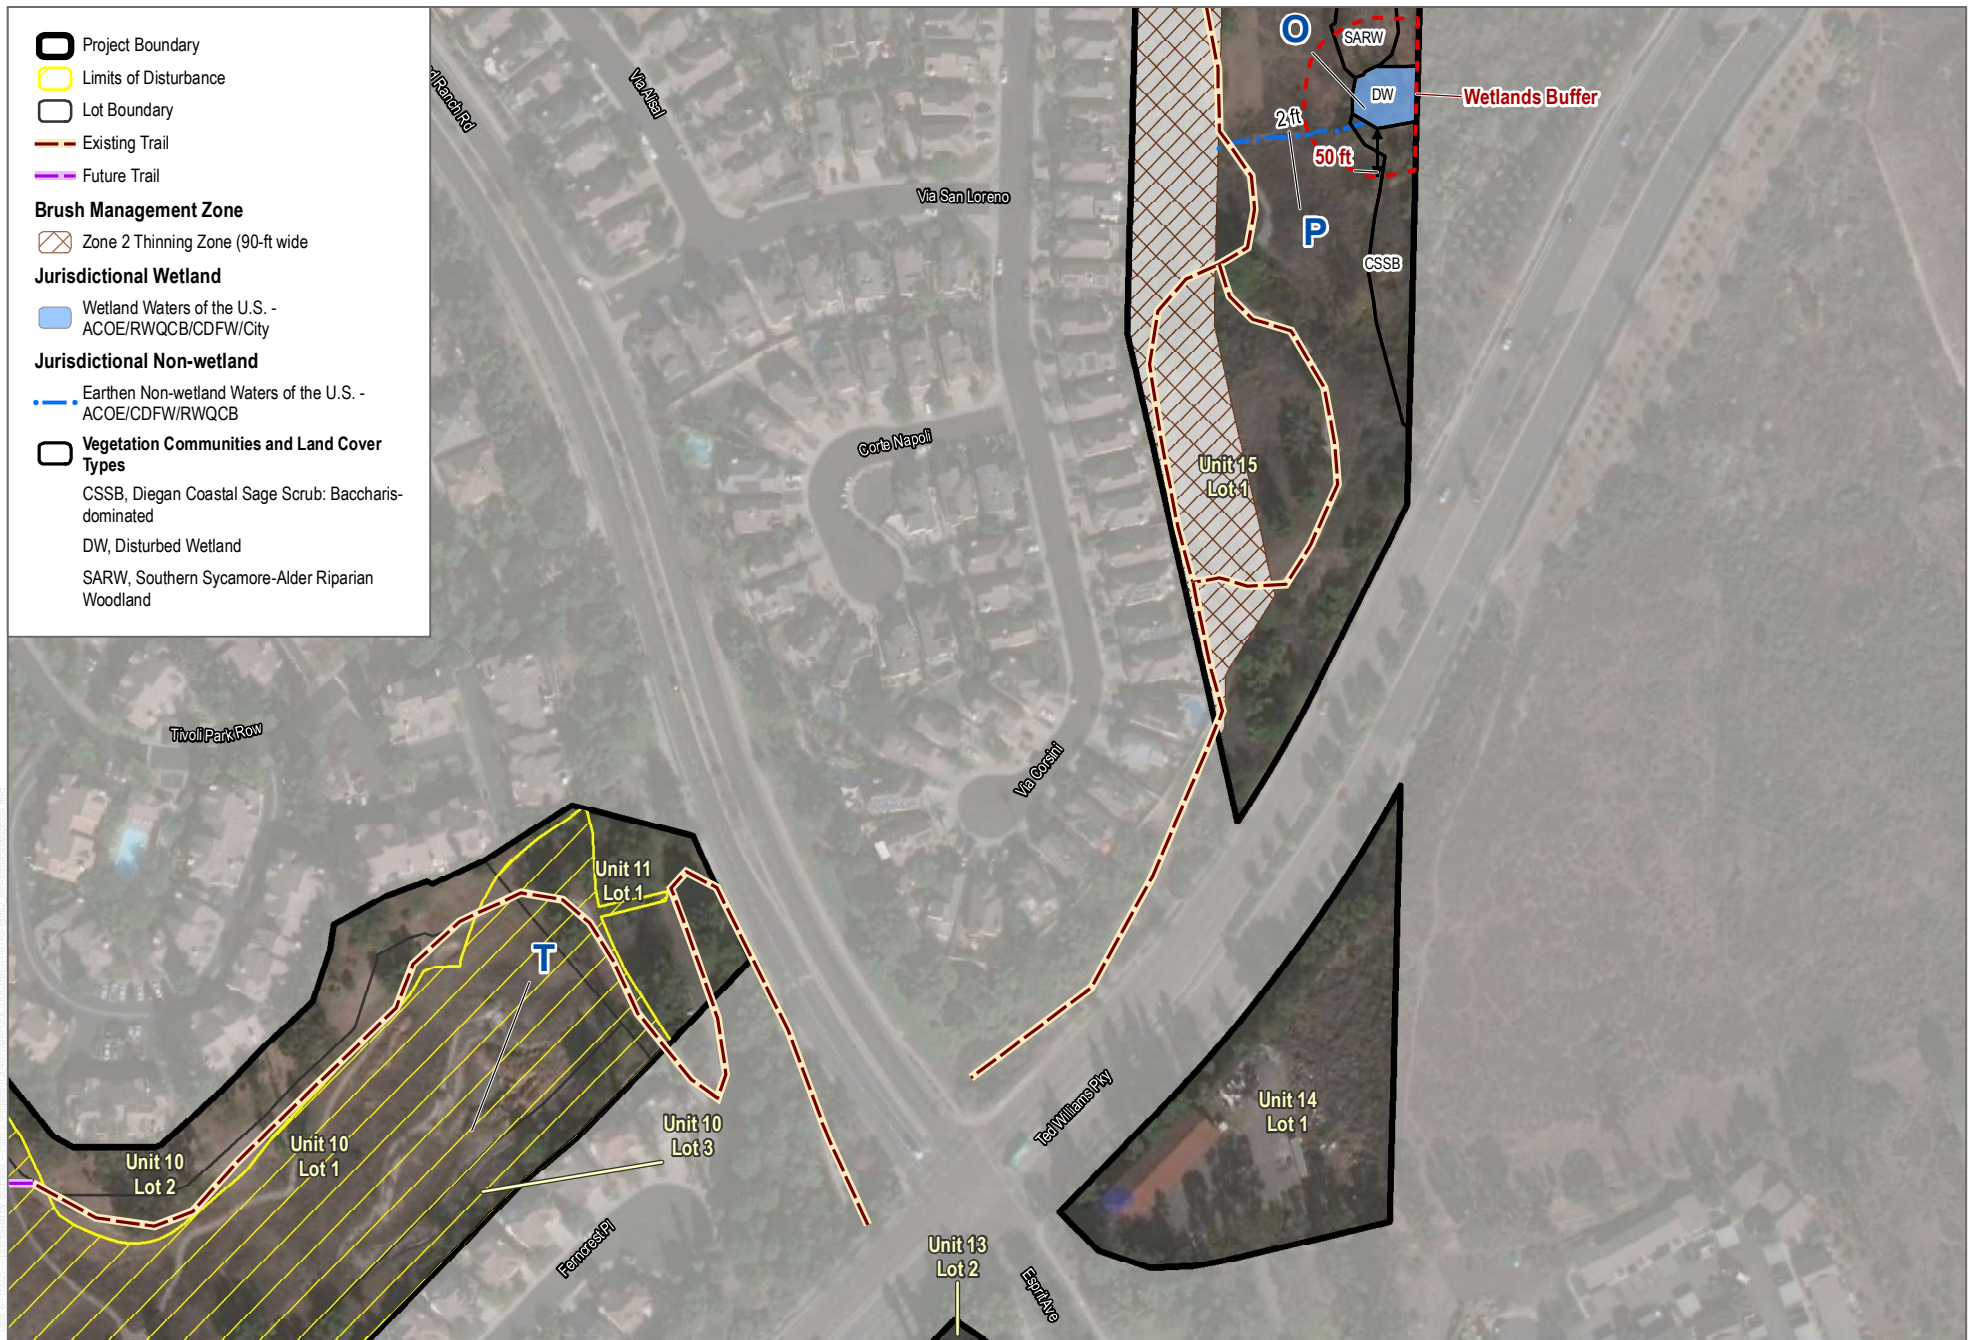 Project Boundary
Limits of Disturbance
Lot Boundary
Existing Trail
Future Trail
Brush Management Zone
Zone 2 Thinning Zone (90-ft wide
Jurisdictional Wetland
Wetland Waters of the U.S. -
ACOE/RWQCB/CDFW/City
Jurisdictional Non-wetland
Earthen Non-wetland Waters of the U.S. -
ACOE/CDFW/RWQCB
Vegetation Communities and Land Cover
Types
CSSB, Diegan Coastal Sage Scrub: Baccharis-
dominated
DW, Disturbed Wetland
SARW, Southern Sycamore-Alder Riparian
Woodland
Ranch Rd
Via Alisal
Via San Loreno
O
SARW
DW
Wetlands Buffer
2 ft
50 ft
P
CSSB
Corte Napoli
Unit 15
Lot 1
Tivoli Park Row
Via Corsini
Unit 11
Lot 1
T
Unit 10
Lot 3
Unit 10
Lot 1
Unit 10
Lot 2
Ted Williams Pky
Unit 14
Lot 1
Ferncrest Pl
Unit 13
Lot 2
Esprit Ave